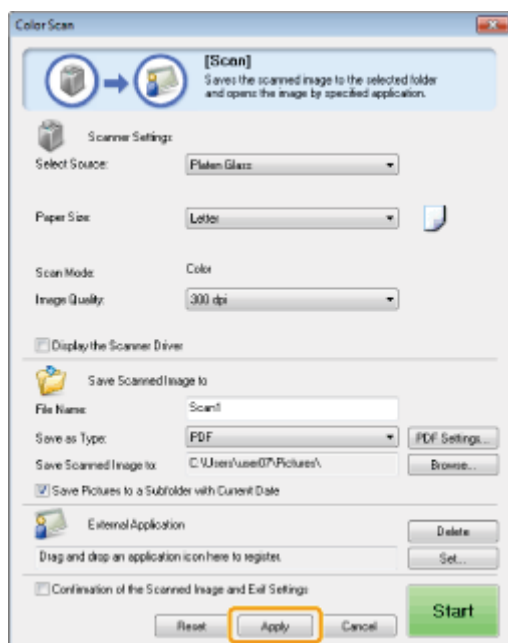 Color Scan
[Scan]
Saves the scanned image to the selected folder
and opens the image by specified application.
Scanner Settings
Select Source: Platen Glass
Paper Size: Letter
Scan Mode: Color
Image Quality: 300 dpi
Display the Scanner Driver
Save Scanned Image to
File Name: Scan1
Save as Type: PDF PDF Settings...
Save Scanned Image to: C:\Users\user07\Pictures\ Browse...
Save Pictures to a Subfolder with Current Date
External Application Delete
Drag and drop an application icon here to register. Set...
Confirmation of the Scanned Image and Exif Settings
Reset Apply Cancel Start